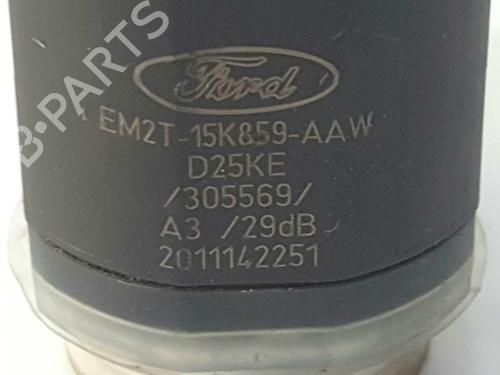 B-PARTS
Ford
EM2T-15K859-AAW
D25KE
/305569/
A3 /29dB
2011142251